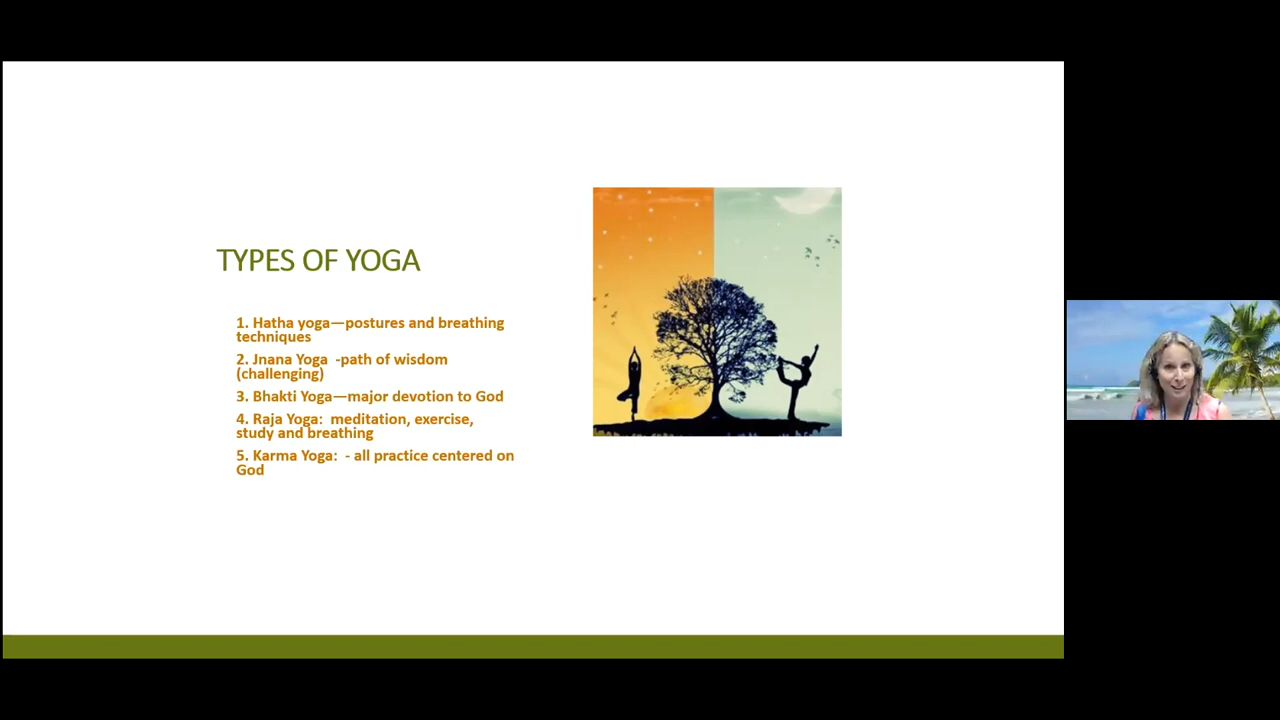 TYPES OF YOGA
1. Hatha yoga—postures and breathing
techniques
2. Jnana Yoga  -path of wisdom
(challenging)
3. Bhakti Yoga—major devotion to God
4. Raja Yoga:  meditation, exercise,
study and breathing
5. Karma Yoga:  - all practice centered on
God